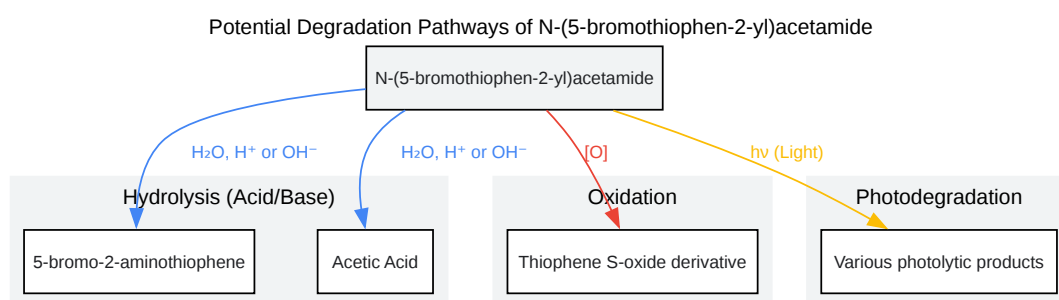 Potential Degradation Pathways of N-(5-bromothiophen-2-yl)acetamide
N-(5-bromothiophen-2-yl)acetamide
H₂O, H⁺ or OH⁻
H₂O, H⁺ or OH⁻
[O]
hν (Light)
Hydrolysis (Acid/Base)
Oxidation
Photodegradation
5-bromo-2-aminothiophene
Acetic Acid
Thiophene S-oxide derivative
Various photolytic products